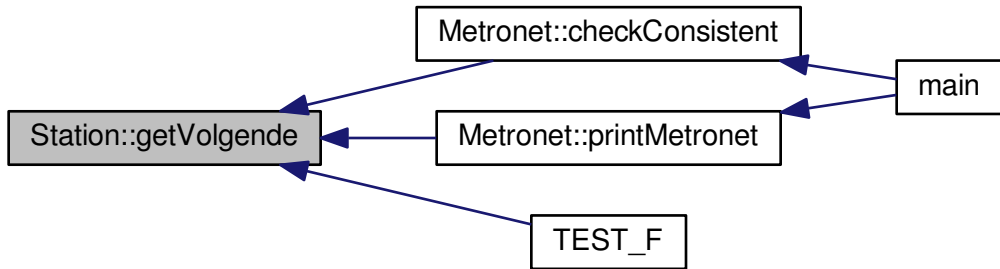 Metronet::checkConsistent
main
Station::getVolgende
Metronet::printMetronet
TEST_F